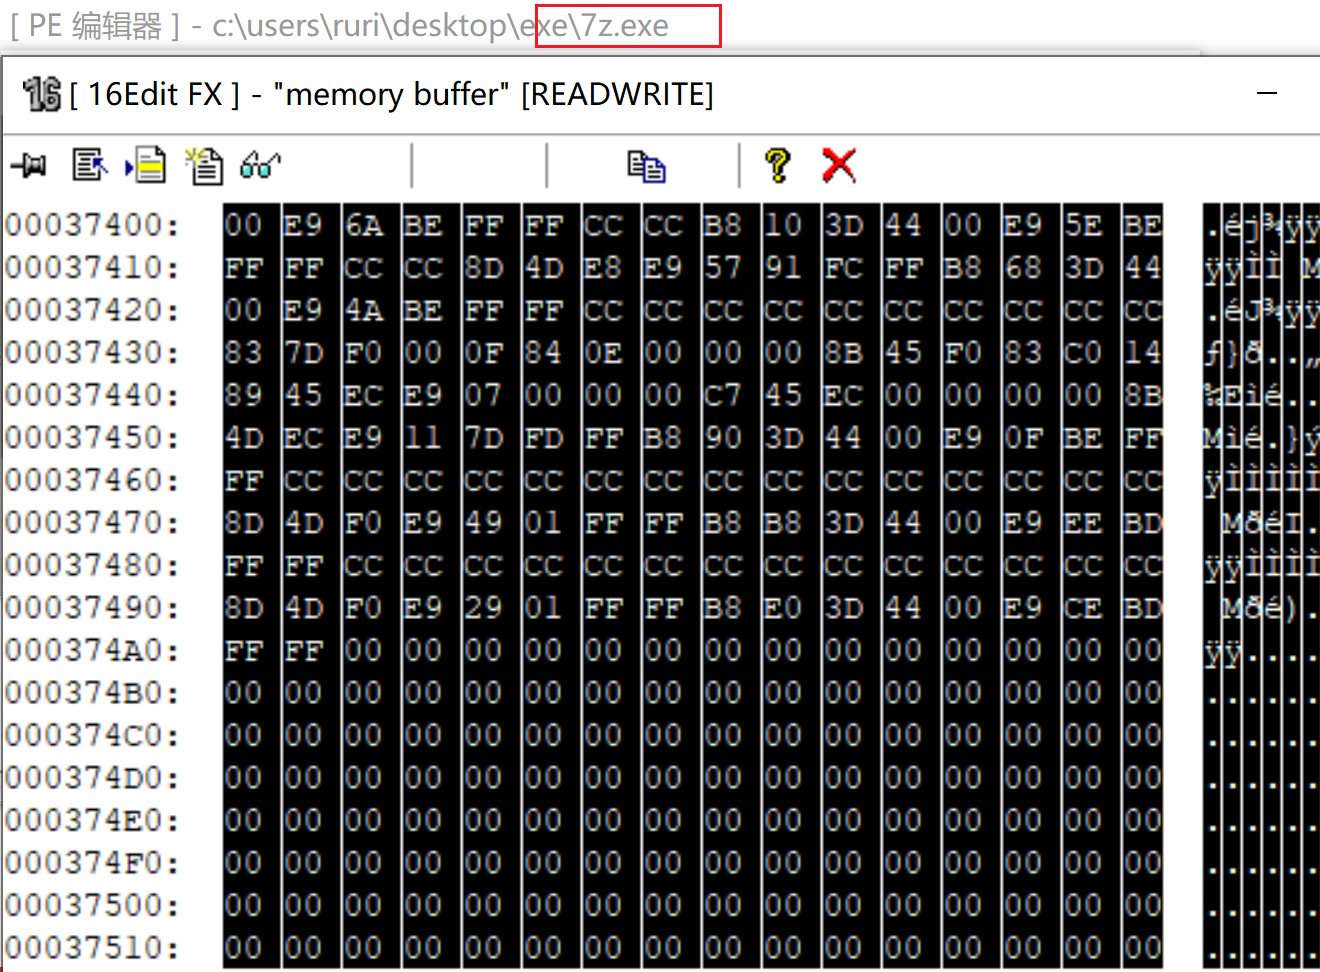 [ PE 编辑器 ] - c:\users\ruri\desktop\exe\7z.exe
16 [ 16Edit FX ] - "memory buffer" [READWRITE]
00037400: 00 E9 6A BE FF FF CC CC B8 10 3D 44 00 E9 5E BE .éj¾ÿÿ
00037410: FF FF CC CC 8D 4D E8 E9 57 91 FC FF B8 68 3D 44 ÿÿÌÌ M
00037420: 00 E9 4A BE FF FF CC CC CC CC CC CC CC CC CC CC .éJ¾ÿÿ
00037430: 83 7D F0 00 0F 84 0E 00 00 00 8B 45 F0 83 C0 14 ƒ}ð..„
00037440: 89 45 EC E9 07 00 00 00 C7 45 EC 00 00 00 00 8B ‰Eìé..
00037450: 4D EC E9 11 7D FD FF B8 90 3D 44 00 E9 0F BE FF Mìé.}ý
00037460: FF CC CC CC CC CC CC CC CC CC CC CC CC CC CC CC ÿÌÌÌÌÌ
00037470: 8D 4D F0 E9 49 01 FF FF B8 B8 3D 44 00 E9 EE BD MðéI.
00037480: FF FF CC CC CC CC CC CC CC CC CC CC CC CC CC CC ÿÿÌÌÌÌ
00037490: 8D 4D F0 E9 29 01 FF FF B8 E0 3D 44 00 E9 CE BD Mðé).
000374A0: FF FF 00 00 00 00 00 00 00 00 00 00 00 00 00 00 ÿÿ....
000374B0: 00 00 00 00 00 00 00 00 00 00 00 00 00 00 00 00 ......
000374C0: 00 00 00 00 00 00 00 00 00 00 00 00 00 00 00 00 ......
000374D0: 00 00 00 00 00 00 00 00 00 00 00 00 00 00 00 00 ......
000374E0: 00 00 00 00 00 00 00 00 00 00 00 00 00 00 00 00 ......
000374F0: 00 00 00 00 00 00 00 00 00 00 00 00 00 00 00 00 ......
00037500: 00 00 00 00 00 00 00 00 00 00 00 00 00 00 00 00 ......
00037510: 00 00 00 00 00 00 00 00 00 00 00 00 00 00 00 00 ......